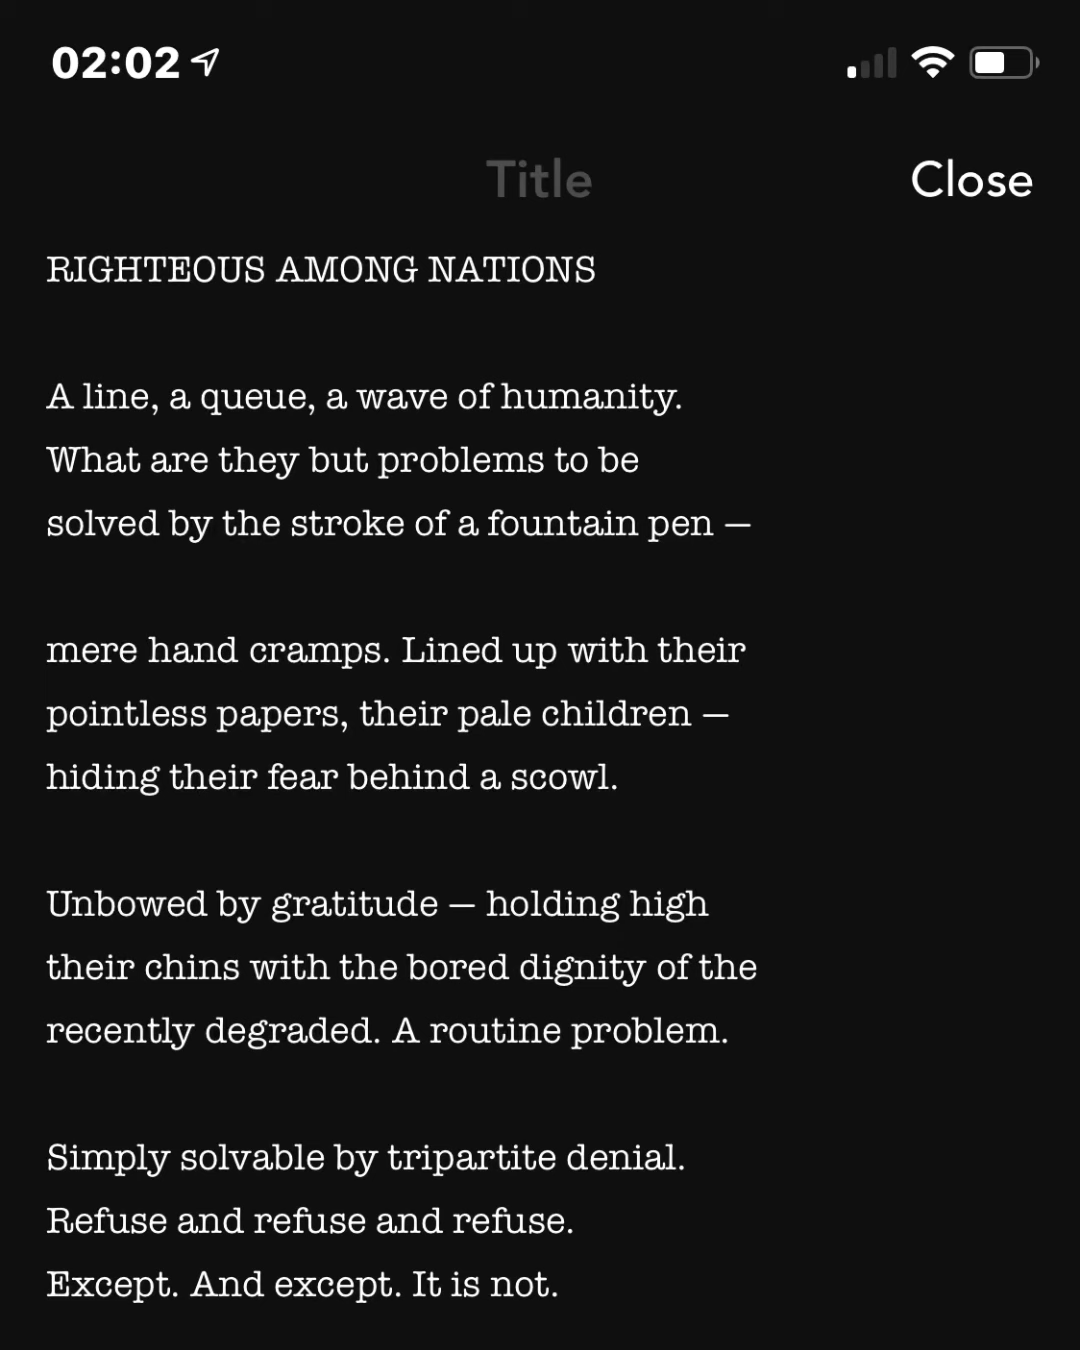 02:02
Title
Close
RIGHTEOUS AMONG NATIONS
A line, a queue, a wave of humanity.
What are they but problems to be
solved by the stroke of a fountain pen —
mere hand cramps. Lined up with their
pointless papers, their pale children —
hiding their fear behind a scowl.
Unbowed by gratitude — holding high
their chins with the bored dignity of the
recently degraded. A routine problem.
Simply solvable by tripartite denial.
Refuse and refuse and refuse.
Except. And except. It is not.